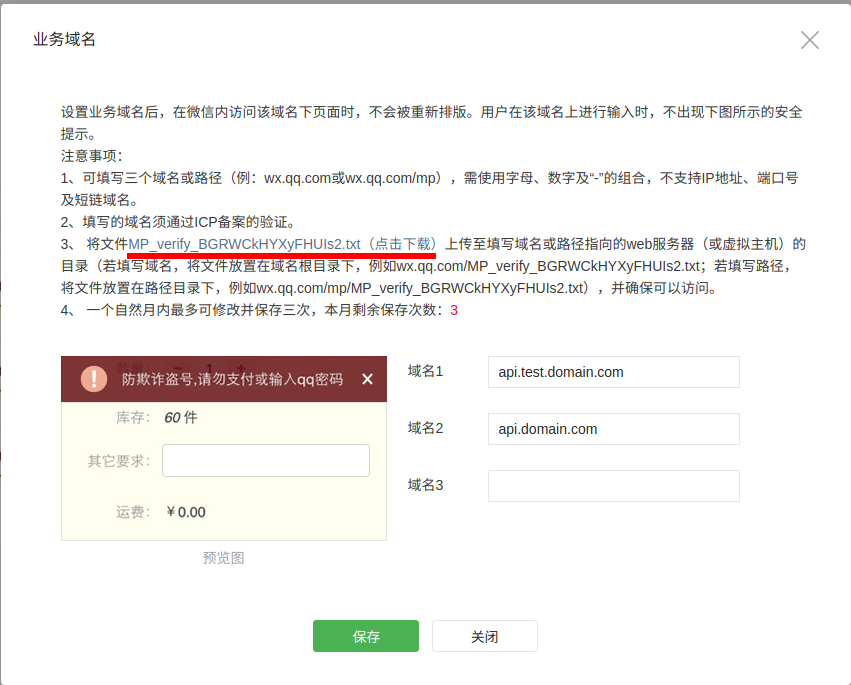 业务域名
设置业务域名后，在微信内访问该域名下页面时，不会被重新排版。用户在该域名上进行输入时，不出现下图所示的安全
提示。
注意事项：
1、可填写三个域名或路径（例：wx.qq.com或wx.qq.com/mp），需使用字母、数字及“-”的组合，不支持IP地址、端口号
及短链域名。
2、填写的域名须通过ICP备案的验证。
3、 将文件MP_verify_BGRWCkHYXyFHUIs2.txt（点击下载）上传至填写域名或路径指向的web服务器（或虚拟主机）的
目录（若填写域名，将文件放置在域名根目录下，例如wx.qq.com/MP_verify_BGRWCkHYXyFHUIs2.txt；若填写路径，
将文件放置在路径目录下，例如wx.qq.com/mp/MP_verify_BGRWCkHYXyFHUIs2.txt），并确保可以访问。
4、 一个自然月内最多可修改并保存三次，本月剩余保存次数：3
防欺诈盗号,请勿支付或输入qq密码
库存： 60 件
其它要求：
运费： ￥0.00
预览图
域名1 api.test.domain.com
域名2 api.domain.com
域名3
保存 关闭